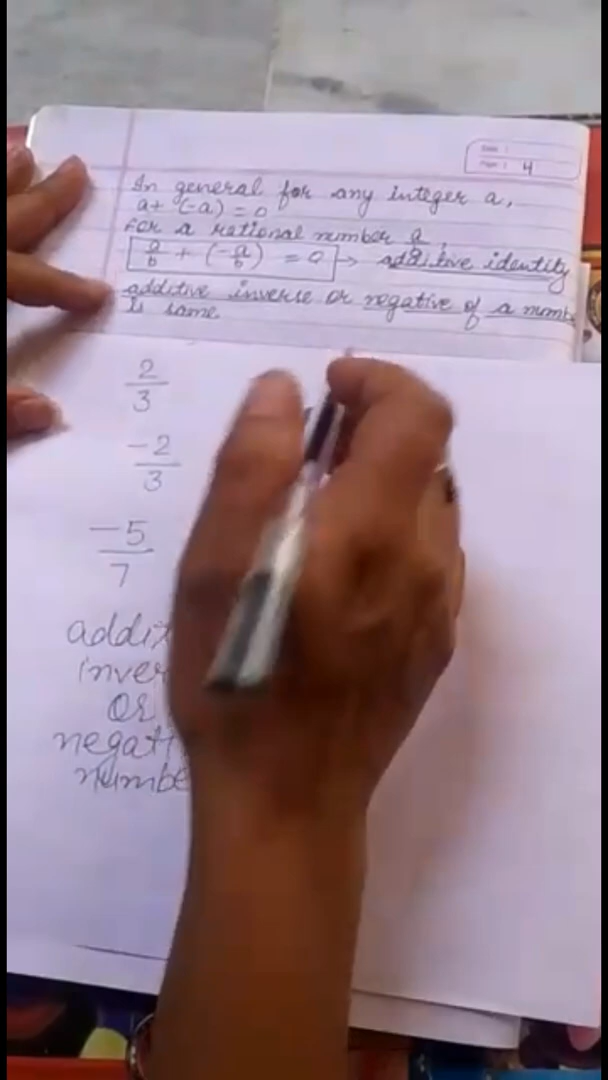 Date :
Page : 4
In general for any integer a,
a + (-a) = 0
For a rational number a
a/b + (-a/b) = 0 → additive identity
additive inverse or negative of a
is same
2/3
-2/3
-5/7
or